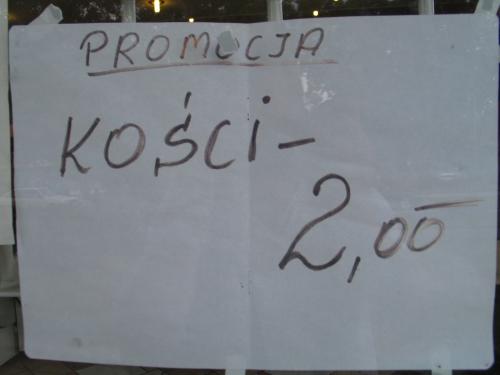 PROMOCJA
KOŚCI -
2,00